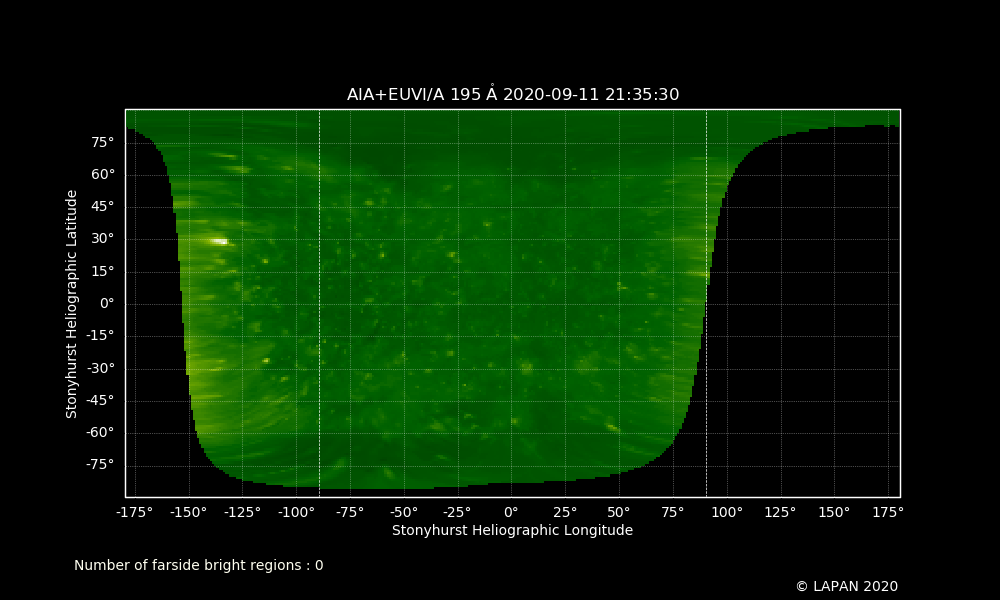 AIA+EUVI/A 195 Å 2020-09-11 21:35:30
Stonyhurst Heliographic Latitude
75°
60°
45°
30°
15°
0°
-15°
-30°
-45°
-60°
-75°
-175° -150° -125° -100° -75° -50° -25° 0° 25° 50° 75° 100° 125° 150° 175°
Stonyhurst Heliographic Longitude
Number of farside bright regions : 0
© LAPAN 2020